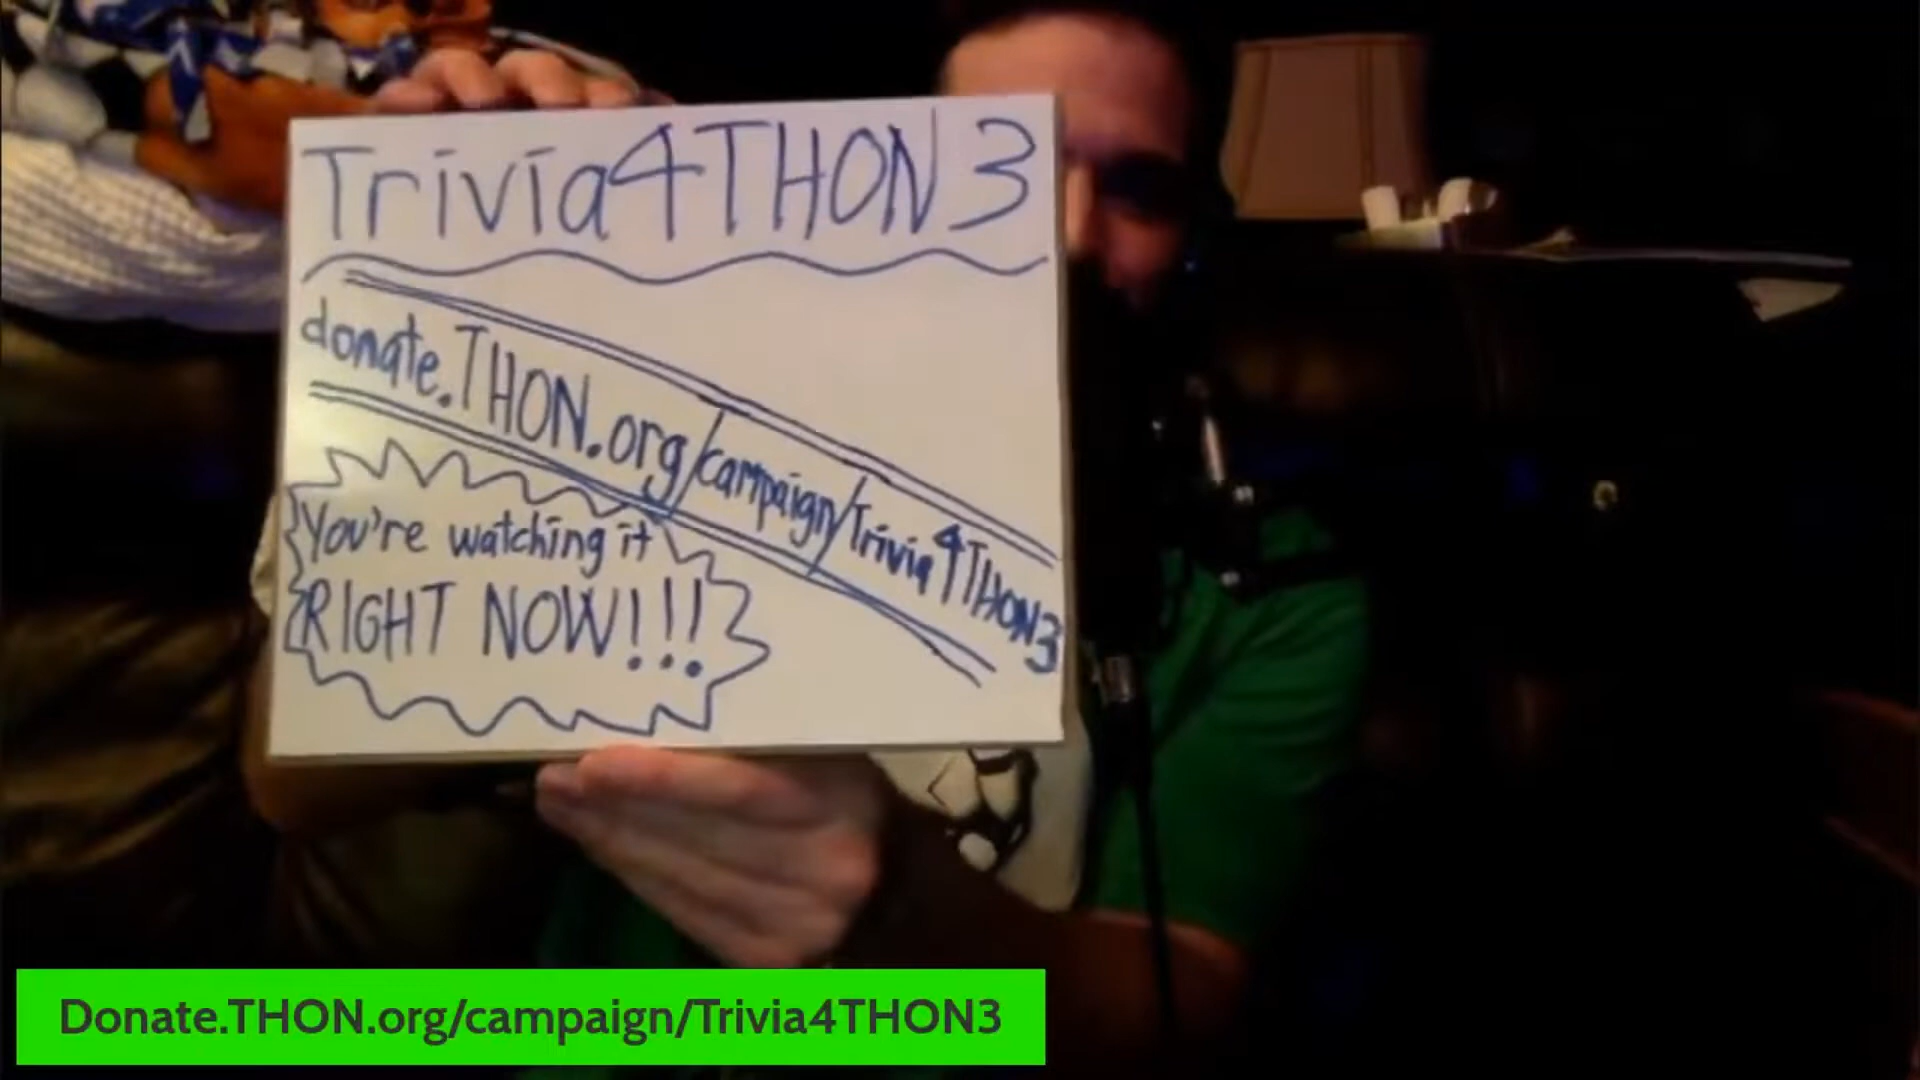 Trivia4THON3
donate.THON.org/campaign/Trivia4THON3
You're watching it
RIGHT NOW!!!
Donate.THON.org/campaign/Trivia4THON3